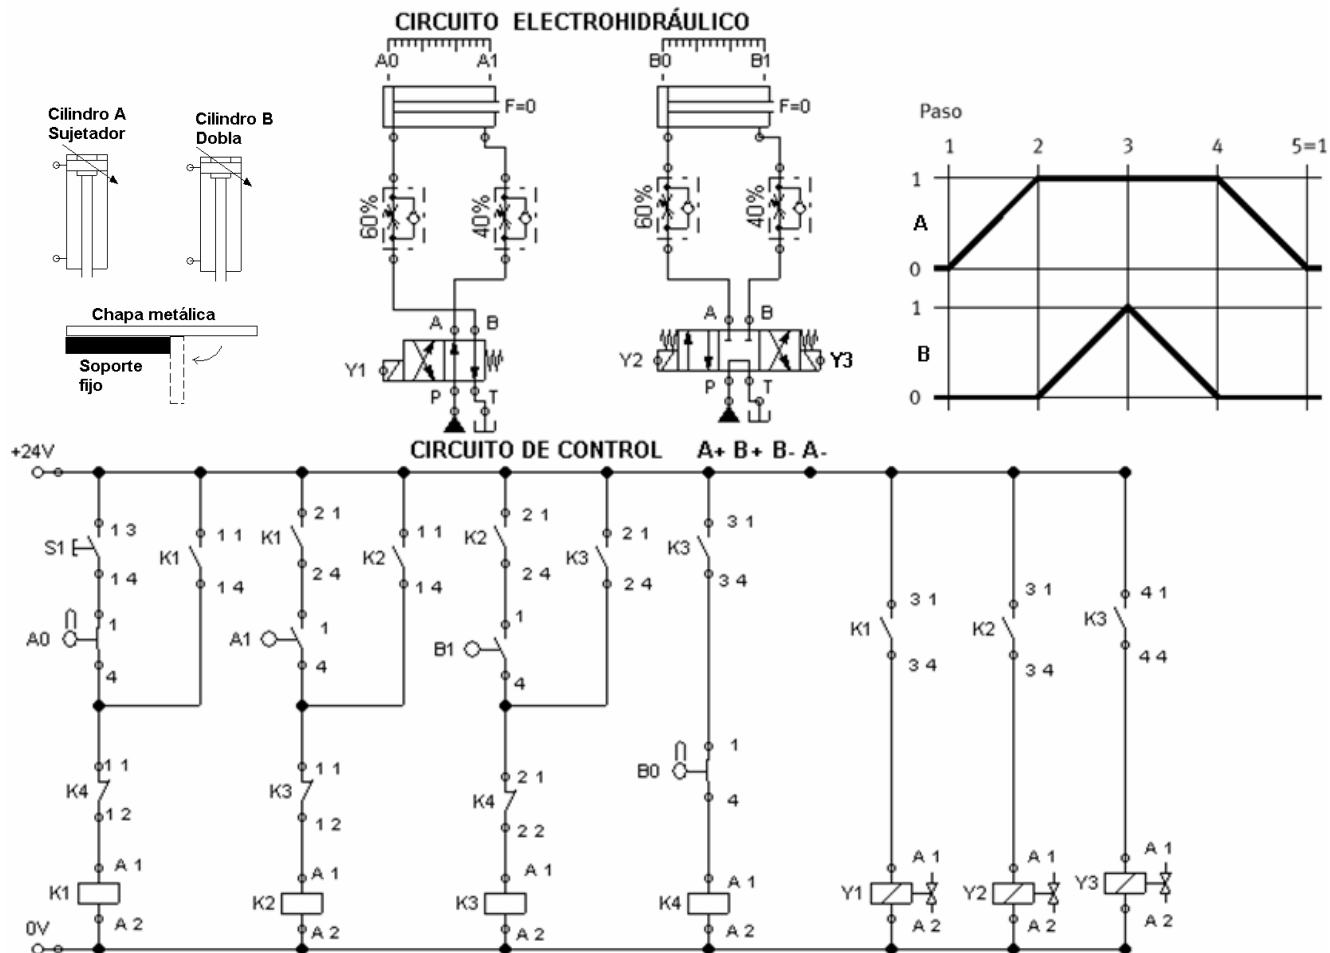 CIRCUITO ELECTROHIDRÁULICO
A0 A1 B0 B1
F=0 F=0
Cilindro A
Sujetador
Cilindro B
Dobla
60% 40% 60% 40%
Chapa metálica
Soporte
fijo
A B
Y1
P T
A B
Y2 Y3
P T
Paso
1 2 3 4 5=1
1
A
0
1
B
0
CIRCUITO DE CONTROL A+ B+ B- A-
+24V
S1 13 14
K1 11 14
K1 21 24
K2 11 14
K2 21 24
K3 21 24
K3 31 34
A0 1 4
A1 1 4
B1 1 4
K1 31 34
K2 31 34
K3 41 44
K4 11 12
K3 11 12
K4 21 22
B0 1 4
K1 A1 A2
K2 A1 A2
K3 A1 A2
K4 A1 A2
Y1 A1 A2
Y2 A1 A2
Y3 A1 A2
0V